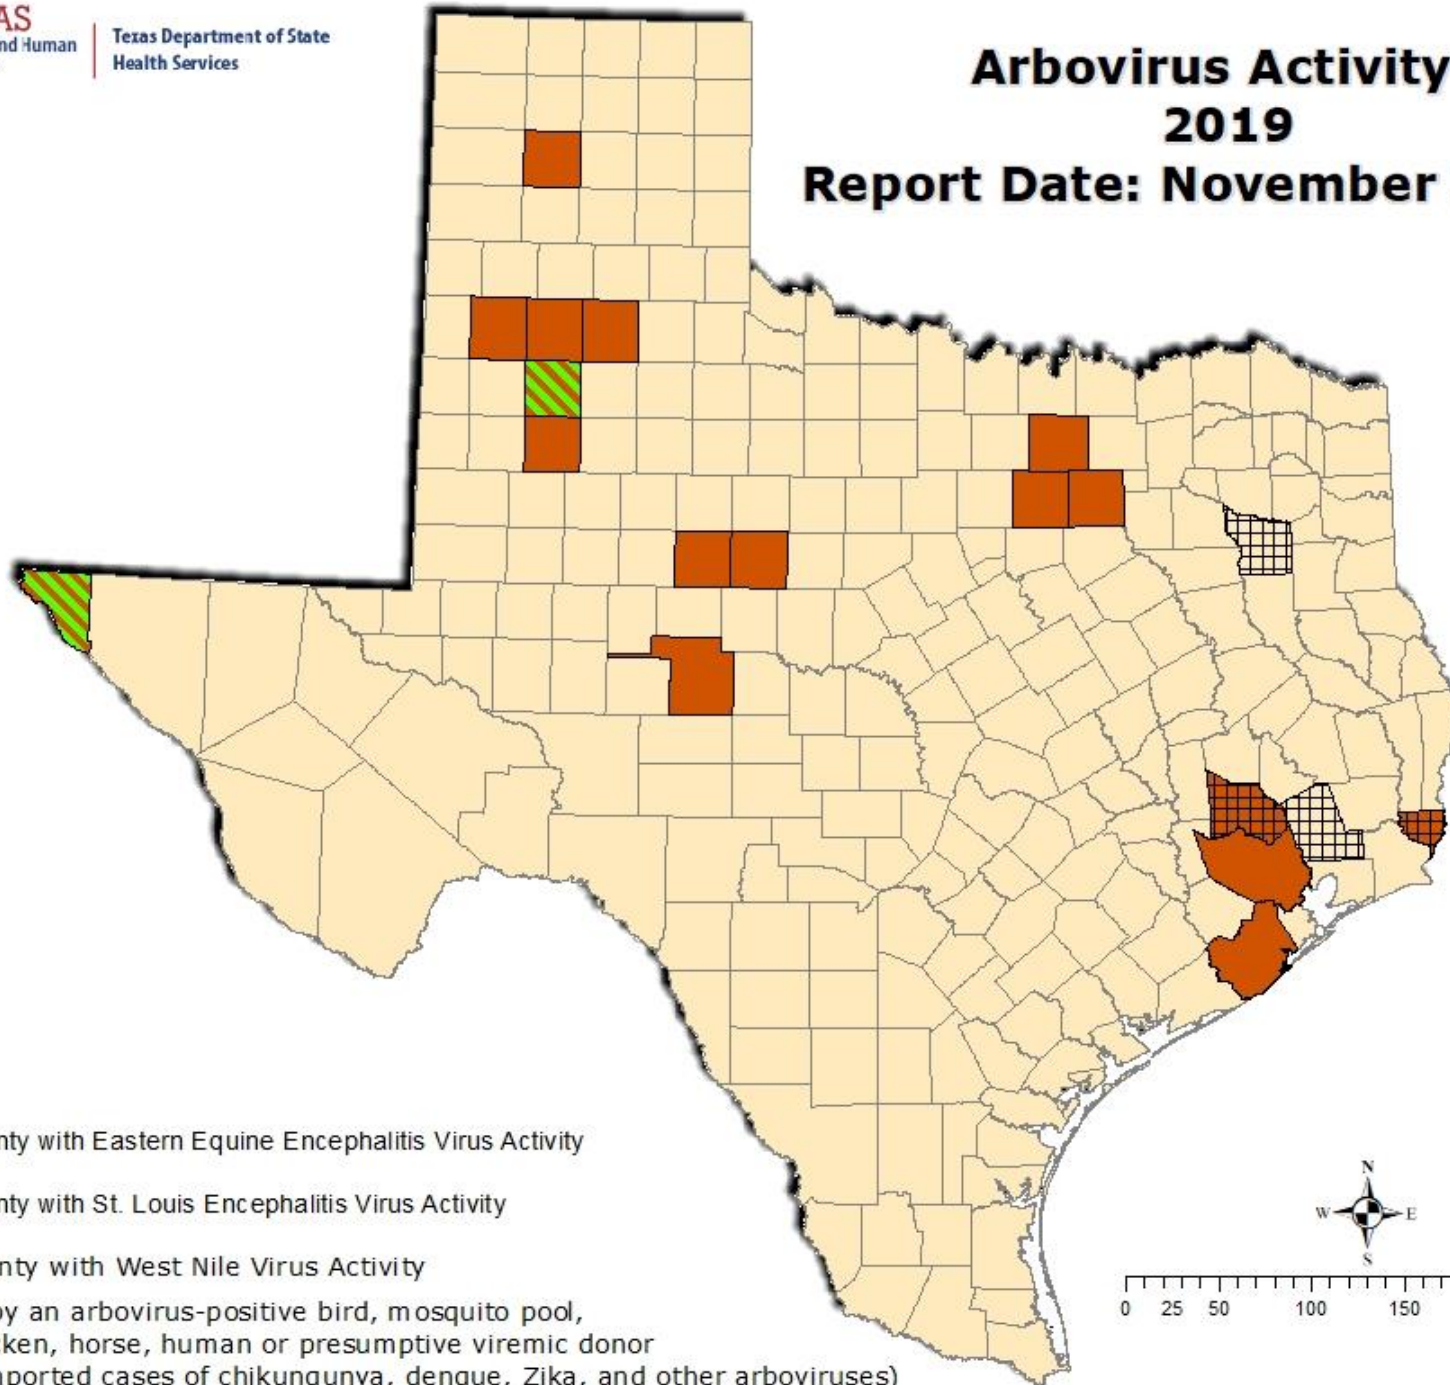 AS
nd Human
Texas Department of State
Health Services
Arbovirus Activity
2019
Report Date: November
nty with Eastern Equine Encephalitis Virus Activity
nty with St. Louis Encephalitis Virus Activity
nty with West Nile Virus Activity
by an arbovirus-positive bird, mosquito pool,
ken, horse, human or presumptive viremic donor
ported cases of chikungunya, dengue, Zika, and other arboviruses)
N
W E
S
0 25 50 100 150